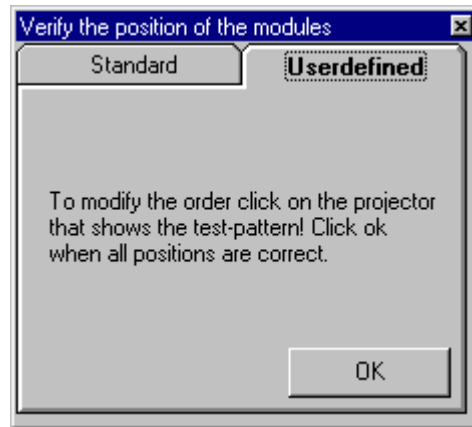 Verify the position of the modules
Standard
Userdefined
To modify the order click on the projector
that shows the test-pattern! Click ok
when all positions are correct.
OK